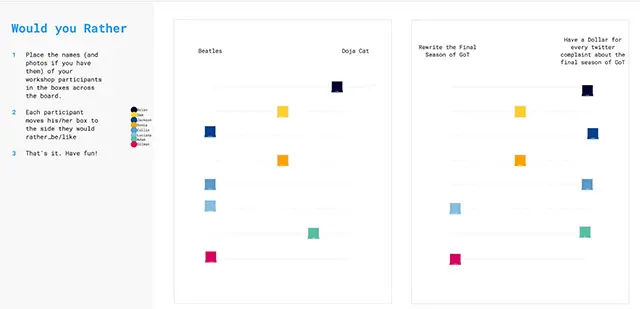 Would you Rather
1 Place the names (and
photos if you have
them) of your
workshop participants
in the boxes across
the board.
2 Each participant
moves his/her box to
the side they would
rather…be/like
3 That's it. Have fun!
Jackson
Luciana
Beatles
Doja Cat
Rewrite the Final
Season of GoT
Have a Dollar for
every twitter
complaint about the
final season of GoT